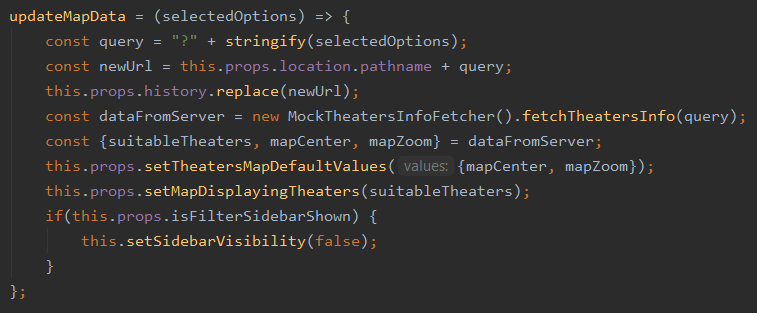 updateMapData = (selectedOptions) => {
    const query = "?" + stringify(selectedOptions);
    const newUrl = this.props.location.pathname + query;
    this.props.history.replace(newUrl);
    const dataFromServer = new MockTheatersInfoFetcher().fetchTheatersInfo(query);
    const {suitableTheaters, mapCenter, mapZoom} = dataFromServer;
    this.props.setTheatersMapDefaultValues( values: {mapCenter, mapZoom});
    this.props.setMapDisplayingTheaters(suitableTheaters);
    if(this.props.isFilterSidebarShown) {
        this.setSidebarVisibility(false);
    }
};